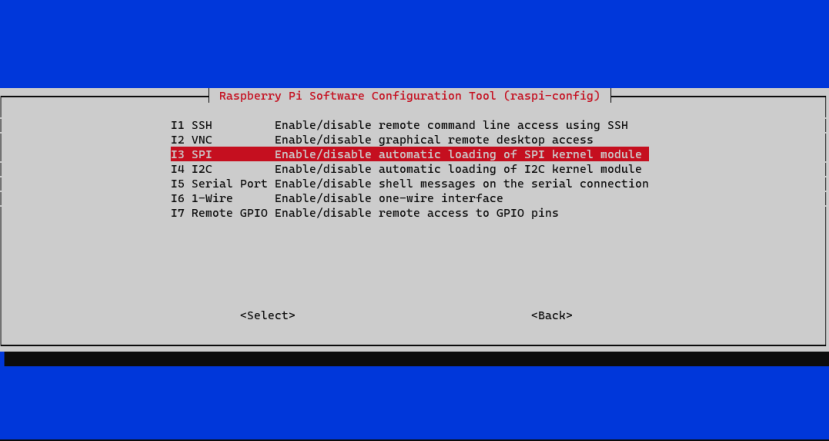 Raspberry Pi Software Configuration Tool (raspi-config)
I1 SSH Enable/disable remote command line access using SSH
I2 VNC Enable/disable graphical remote desktop access
I3 SPI Enable/disable automatic loading of SPI kernel module
I4 I2C Enable/disable automatic loading of I2C kernel module
I5 Serial Port Enable/disable shell messages on the serial connection
I6 1-Wire Enable/disable one-wire interface
I7 Remote GPIO Enable/disable remote access to GPIO pins
<Select> <Back>